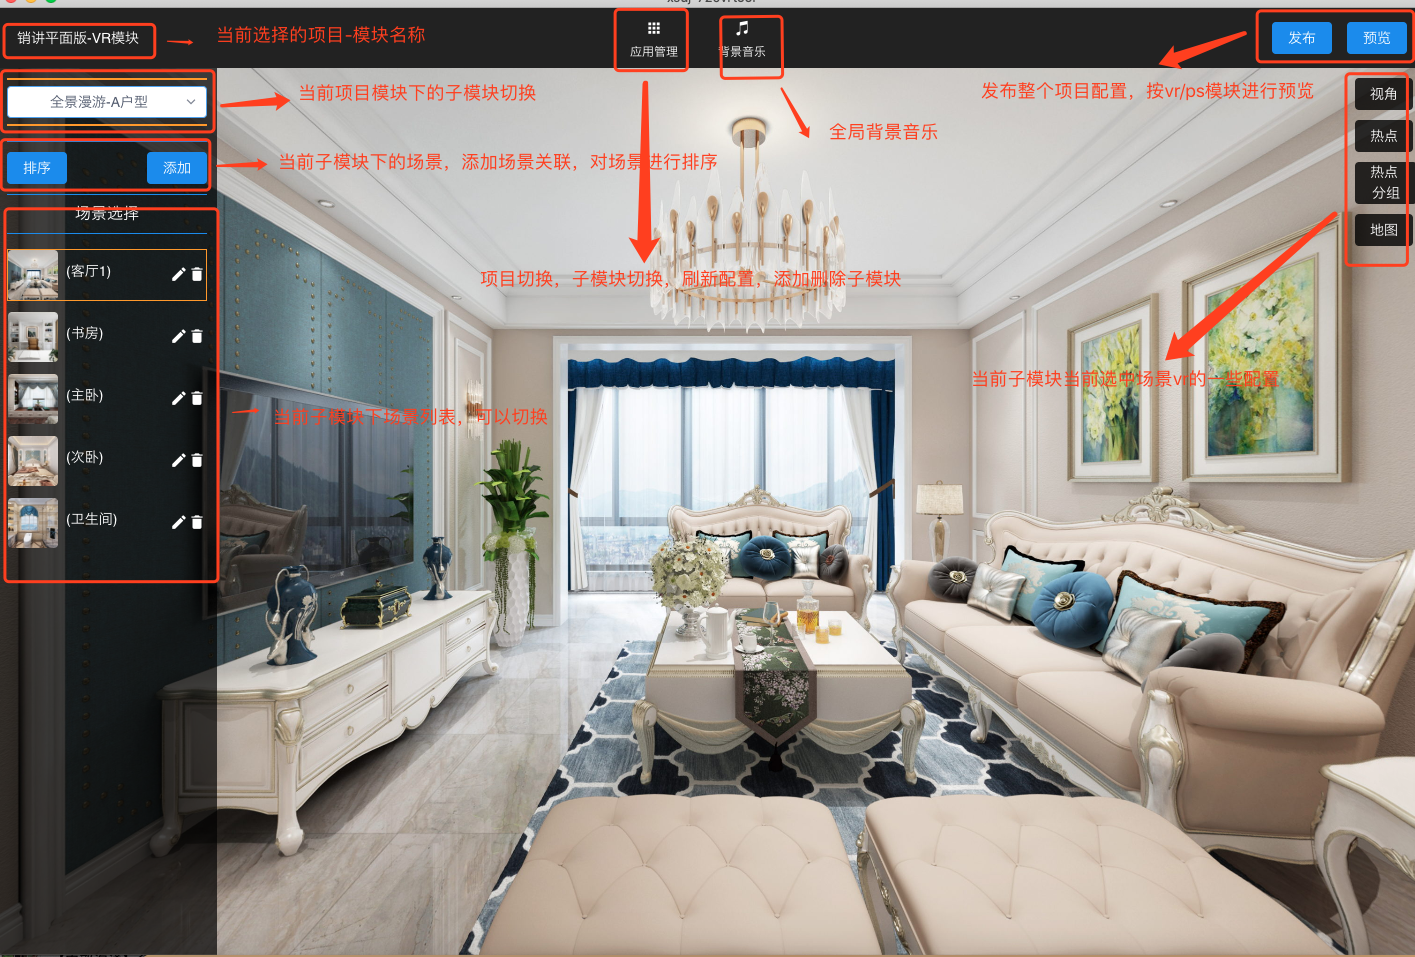 销讲平面版-VR模块
当前选择的项目-模块名称
应用管理
背景音乐
发布
预览
全景漫游-A户型
当前项目模块下的子模块切换
发布整个项目配置，按vr/ps模块进行预览
视角
全局背景音乐
热点
排序
添加
当前子模块下的场景，添加场景关联，对场景进行排序
热点
分组
场景选择
地图
(客厅1)
项目切换，子模块切换，刷新配置，添加删除子模块
(书房)
当前子模块当前选中场景vr的一些配置
(主卧)
当前子模块下场景列表，可以切换
(次卧)
(卫生间)